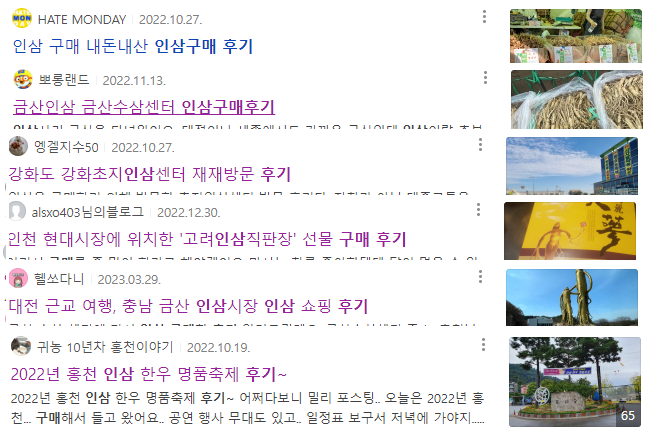 HATE MONDAY 2022.10.27.
인삼 구매 내돈내산 인삼구매 후기
뽀롱랜드 2022.11.13.
금산인삼 금산수삼센터 인삼구매후기
엥겔지수50 2022.10.27.
강화도 강화초지인삼센터 재재방문 후기
alsxo403님의블로그 2022.12.30.
인천 현대시장에 위치한 '고려인삼직판장' 선물 구매 후기
헬쏘다니 2023.03.29.
대전 근교 여행, 충남 금산 인삼시장 인삼 쇼핑 후기
귀농 10년차 홍천이야기 2022.10.19.
2022년 홍천 인삼 한우 명품축제 후기~
2022년 홍천 인삼 한우 명품축제 후기~ 어쩌다보니 밀리 포스팅.. 오늘은 2022년 홍
천... 구매해서 들고 왔어요.. 공연 행사 무대도 있고.. 일정표 보구서 저녁에 가야지.....
65